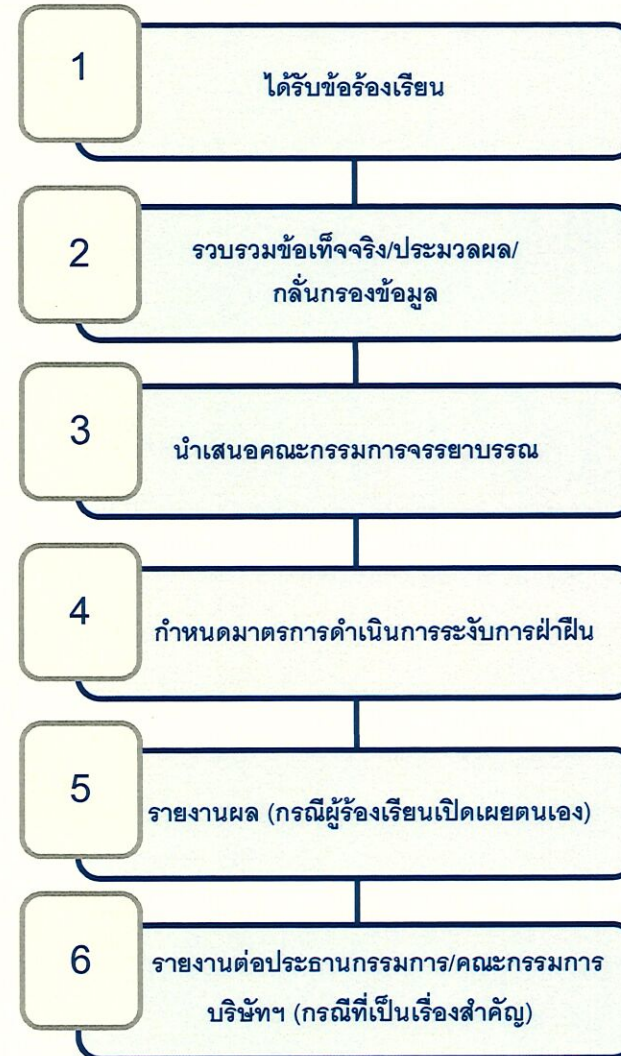 1
ได้รับข้อร้องเรียน
2
รวบรวมข้อเท็จจริง/ประมวลผล/
กลั่นกรองข้อมูล
3
นำเสนอคณะกรรมการจรรยาบรรณ
4
กำหนดมาตรการดำเนินการระงับการฝ่าฝืน
5
รายงานผล (กรณีผู้ร้องเรียนเปิดเผยตนเอง)
6
รายงานต่อประธานกรรมการ/คณะกรรมการ
บริษัทฯ (กรณีที่เป็นเรื่องสำคัญ)